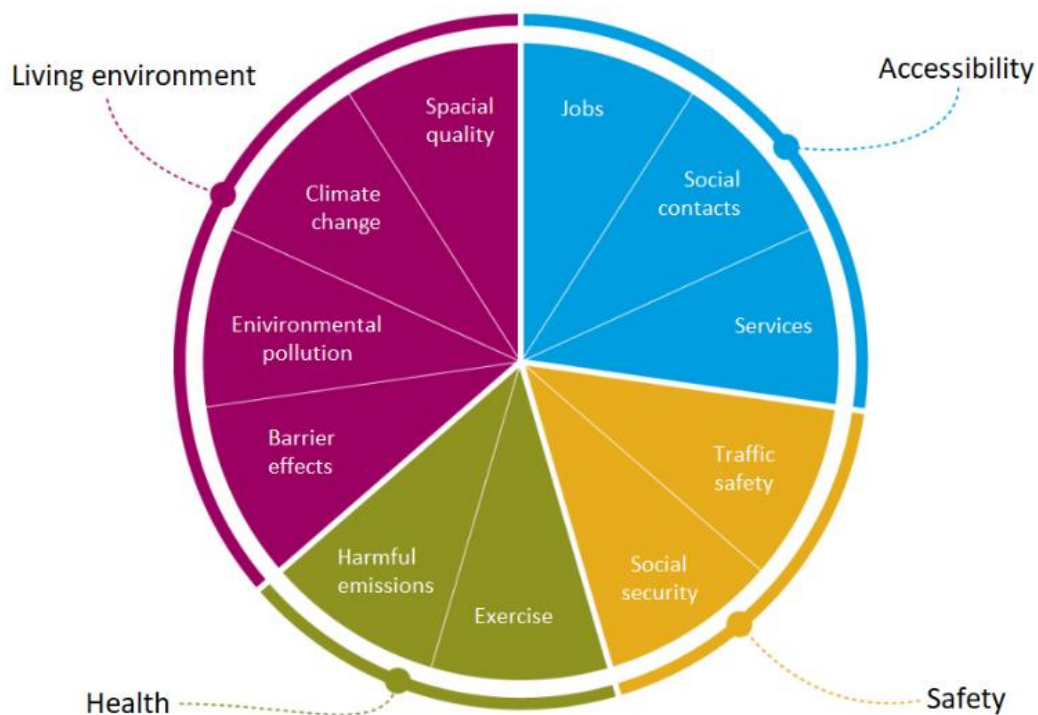 Living environment
Accessibility
Spacial
quality
Jobs
Climate
change
Social
contacts
Enivironmental
pollution
Services
Barrier
effects
Traffic
safety
Harmful
emissions
Exercise
Social
security
Health
Safety